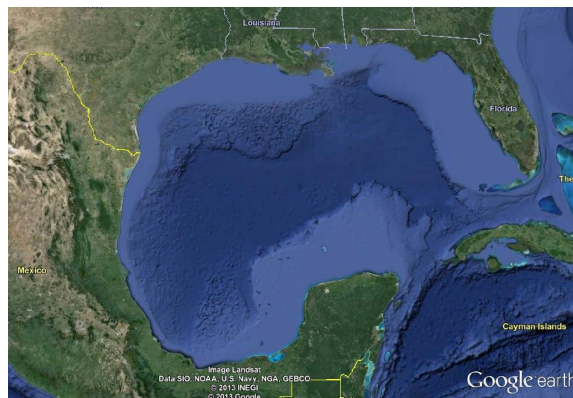 Louisiana
Florida
The
México
Cayman Islands
Image Landsat
Data SIO, NOAA, U.S. Navy, NGA, GEBCO
© 2013 INEGI
© 2013 Google
Google earth